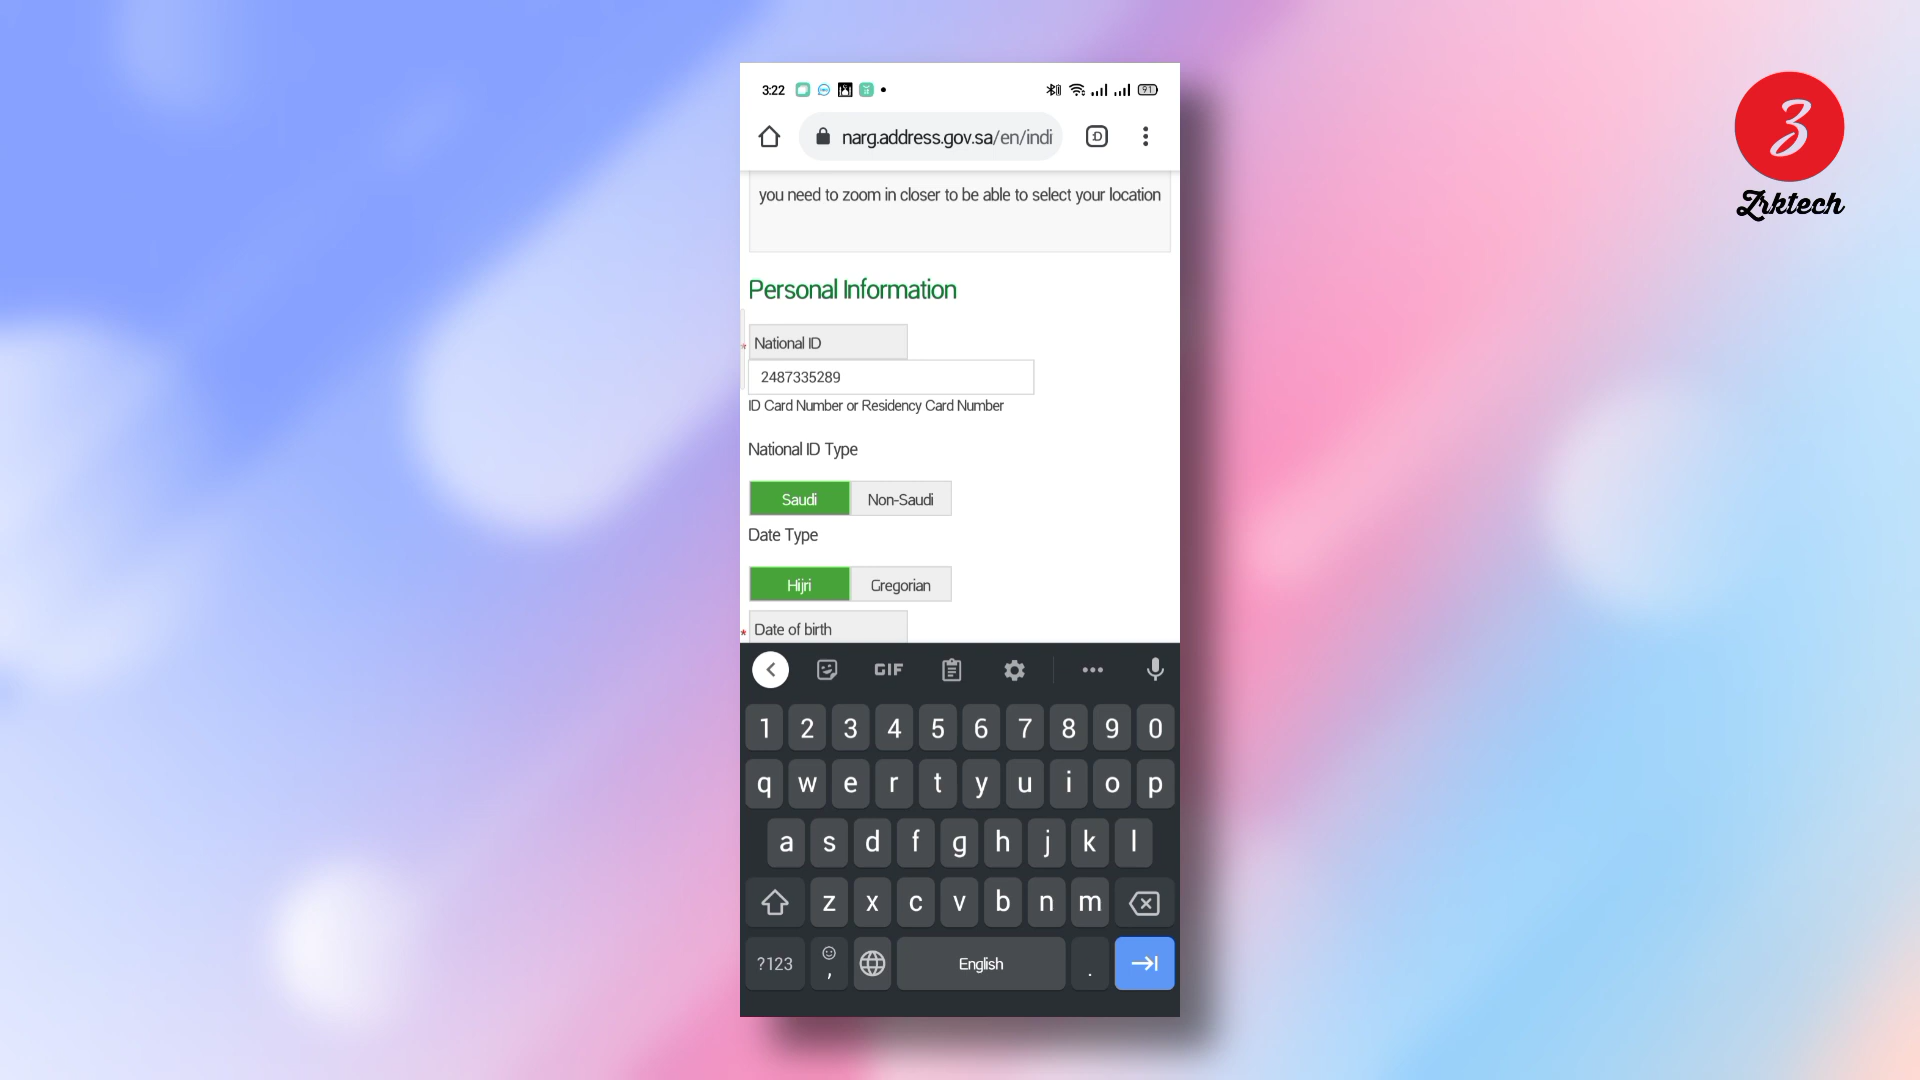 3:22
91
narg.address.gov.sa/en/indi
3
Zrktech
you need to zoom in closer to be able to select your location
Personal Information
* National ID
2487335289
ID Card Number or Residency Card Number
National ID Type
Saudi Non-Saudi
Date Type
Hijri Gregorian
* Date of birth
GIF
1 2 3 4 5 6 7 8 9 0
q w e r t y u i o p
a s d f g h j k l
z x c v b n m
?123 , English .